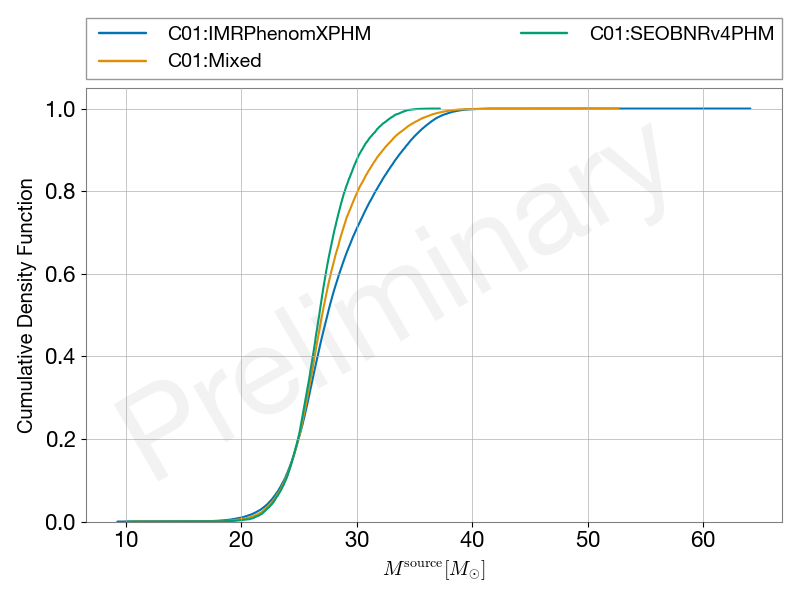 C01:IMRPhenomXPHM
C01:Mixed
C01:SEOBNRv4PHM
Cumulative Density Function
1.0
0.8
0.6
0.4
0.2
0.0
Preliminary
10 20 30 40 50 60
M^source [M_⊙]